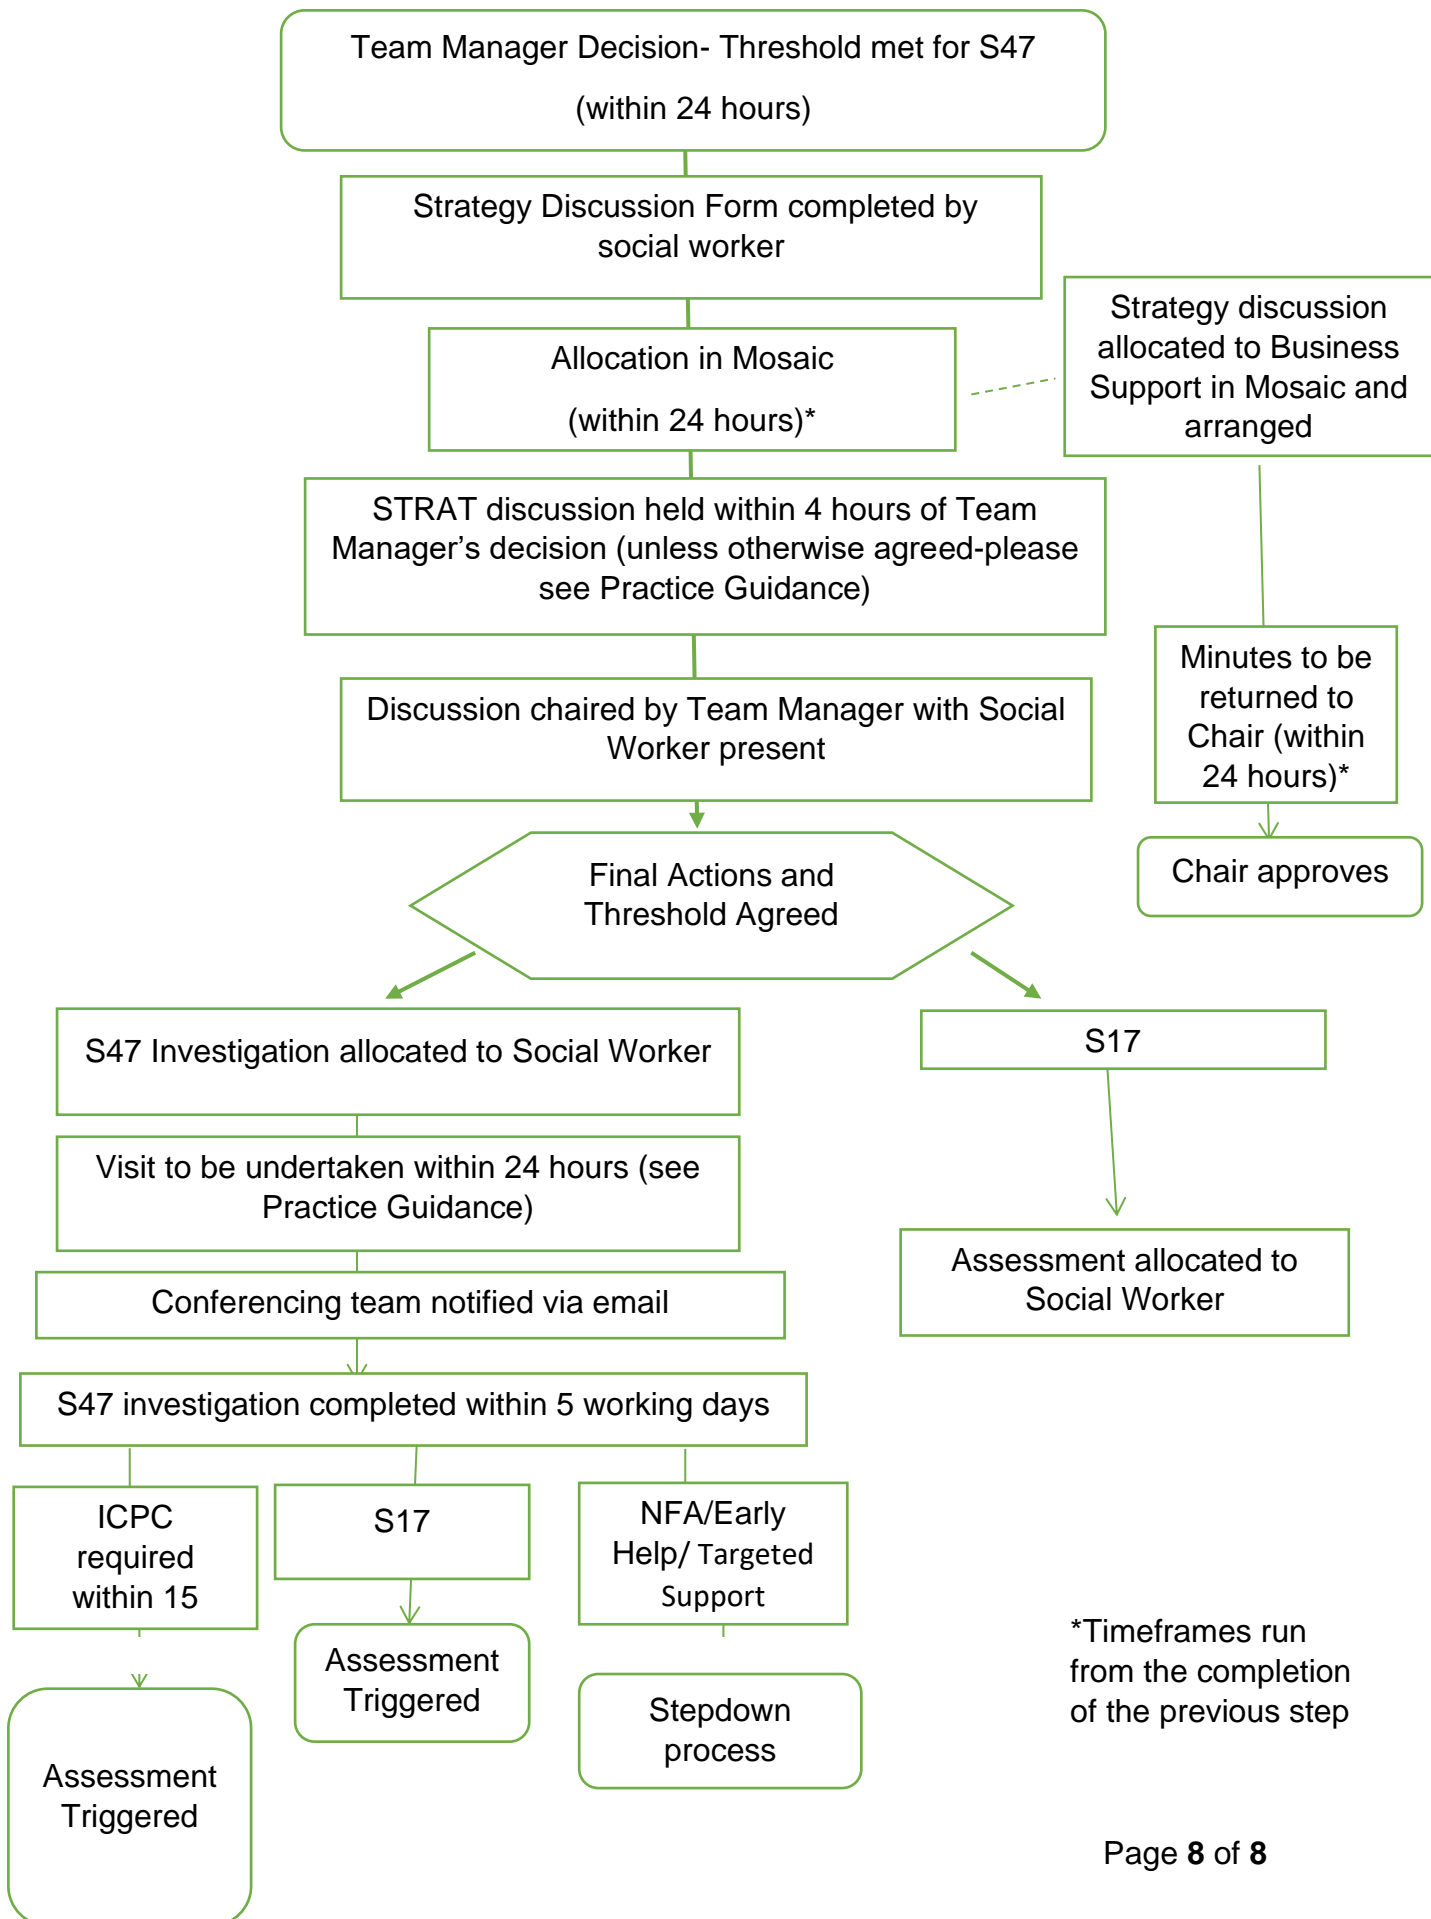 Team Manager Decision- Threshold met for S47
(within 24 hours)
Strategy Discussion Form completed by
social worker
Allocation in Mosaic
(within 24 hours)*
Strategy discussion
allocated to Business
Support in Mosaic and
arranged
STRAT discussion held within 4 hours of Team
Manager’s decision (unless otherwise agreed-please
see Practice Guidance)
Discussion chaired by Team Manager with Social
Worker present
Minutes to be
returned to
Chair (within
24 hours)*
Chair approves
Final Actions and
Threshold Agreed
S47 Investigation allocated to Social Worker
S17
Visit to be undertaken within 24 hours (see
Practice Guidance)
Assessment allocated to
Social Worker
Conferencing team notified via email
S47 investigation completed within 5 working days
ICPC
required
within 15
S17
NFA/Early
Help/ Targeted
Support
Assessment
Triggered
Assessment
Triggered
Stepdown
process
*Timeframes run
from the completion
of the previous step
Page 8 of 8